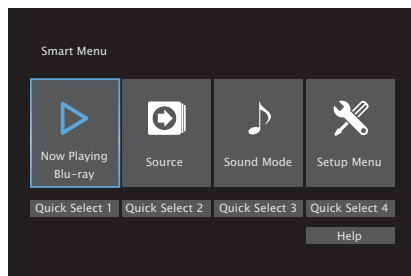 Smart Menu
Now Playing
Blu-ray
Source
Sound Mode
Setup Menu
Quick Select 1
Quick Select 2
Quick Select 3
Quick Select 4
Help